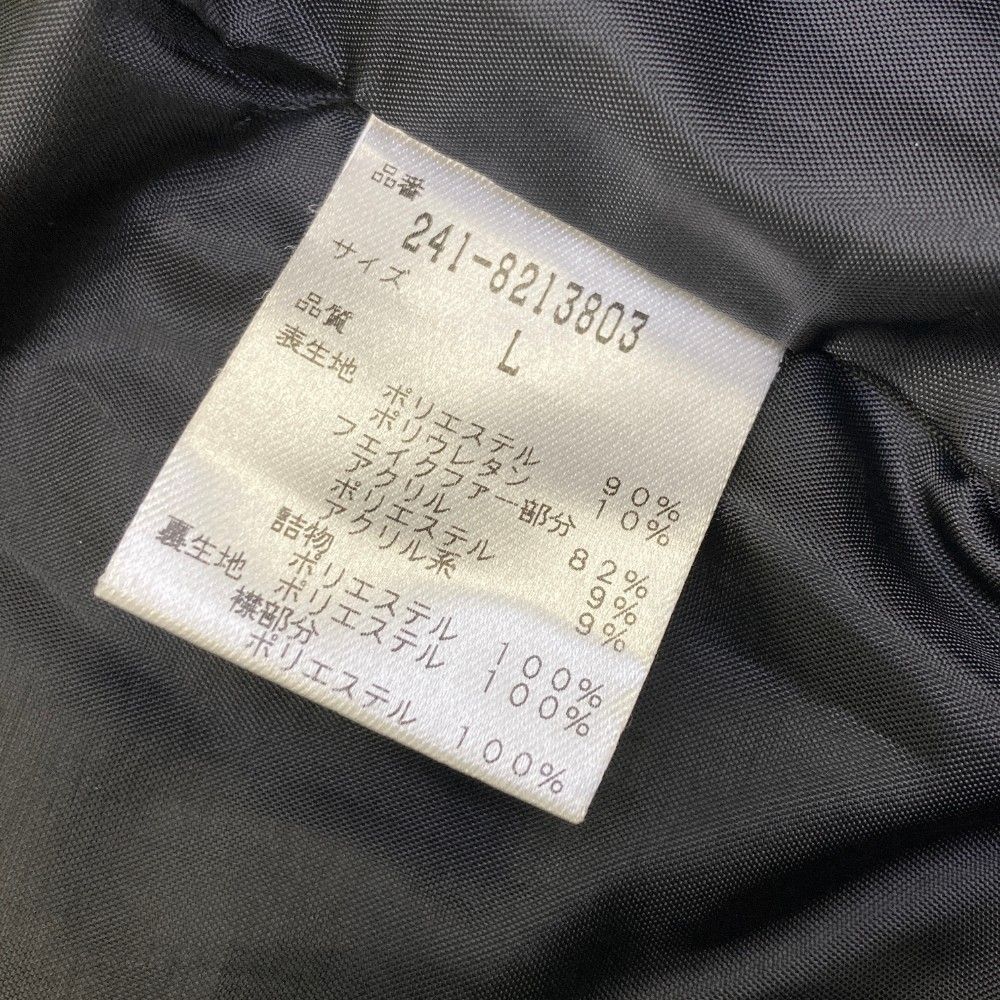 品番
241-8213803
サイズ
L
品質
表生地
ポリエステル 90%
ポリウレタン 10%
フェイクファー部分
アクリル 82%
ポリエステル 9%
アクリル系 9%
詰物
ポリエステル 100%
裏生地 ポリエステル 100%
襟部分
ポリエステル 100%